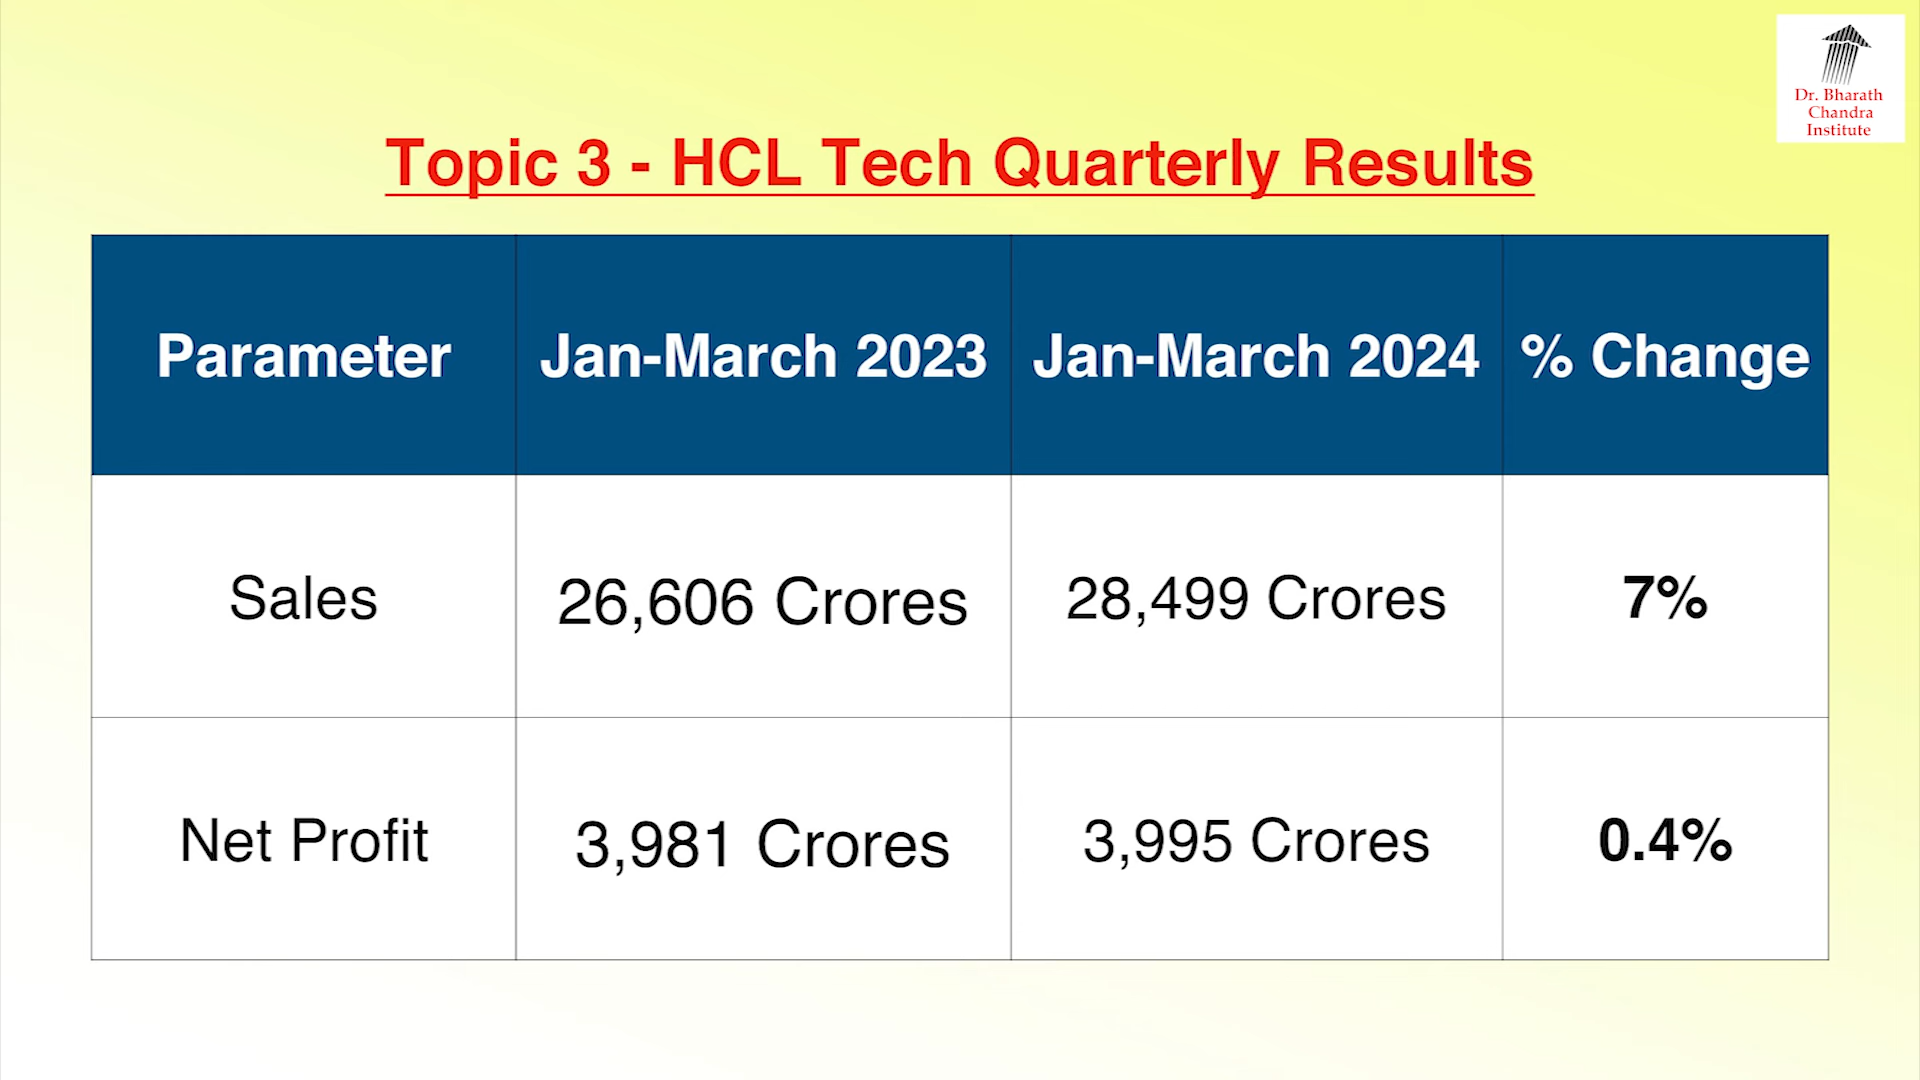 Dr. Bharath
Chandra
Institute
Topic 3 - HCL Tech Quarterly Results
Parameter Jan-March 2023 Jan-March 2024 % Change
Sales 26,606 Crores 28,499 Crores 7%
Net Profit 3,981 Crores 3,995 Crores 0.4%